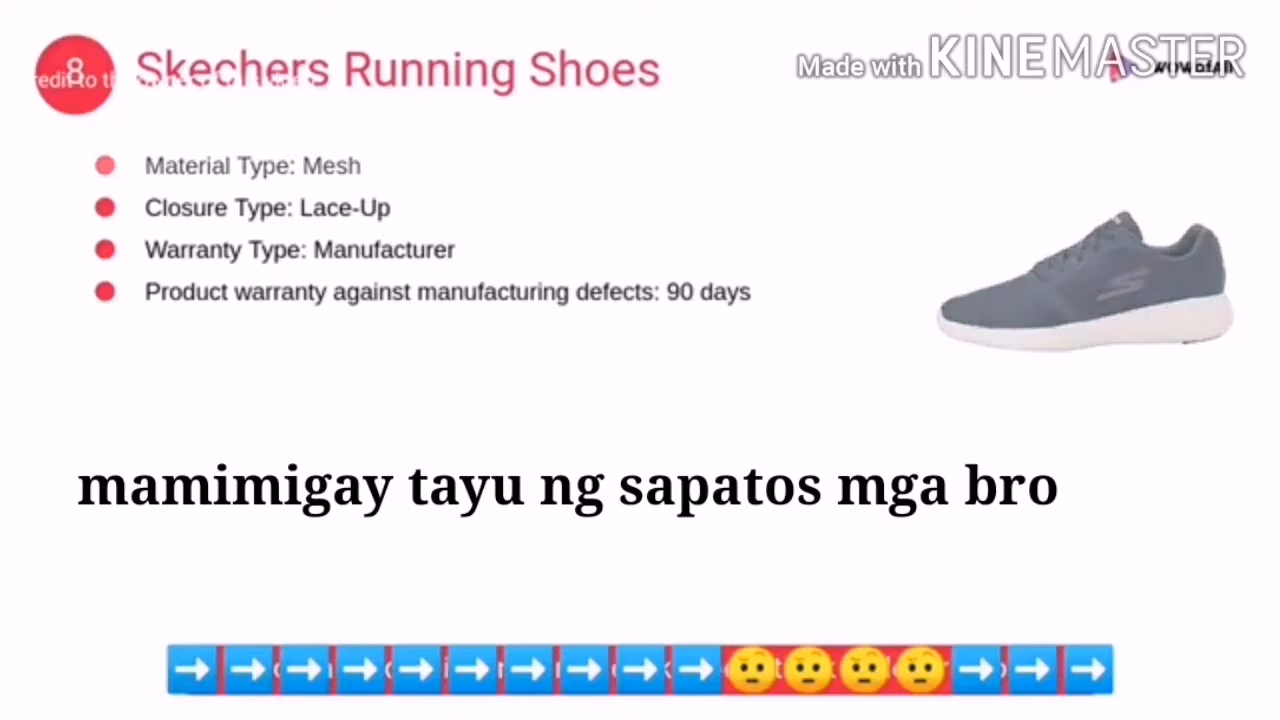 8 Skechers Running Shoes
Made with KINEMASTER
Material Type: Mesh
Closure Type: Lace-Up
Warranty Type: Manufacturer
Product warranty against manufacturing defects: 90 days
mamimigay tayu ng sapatos mga bro